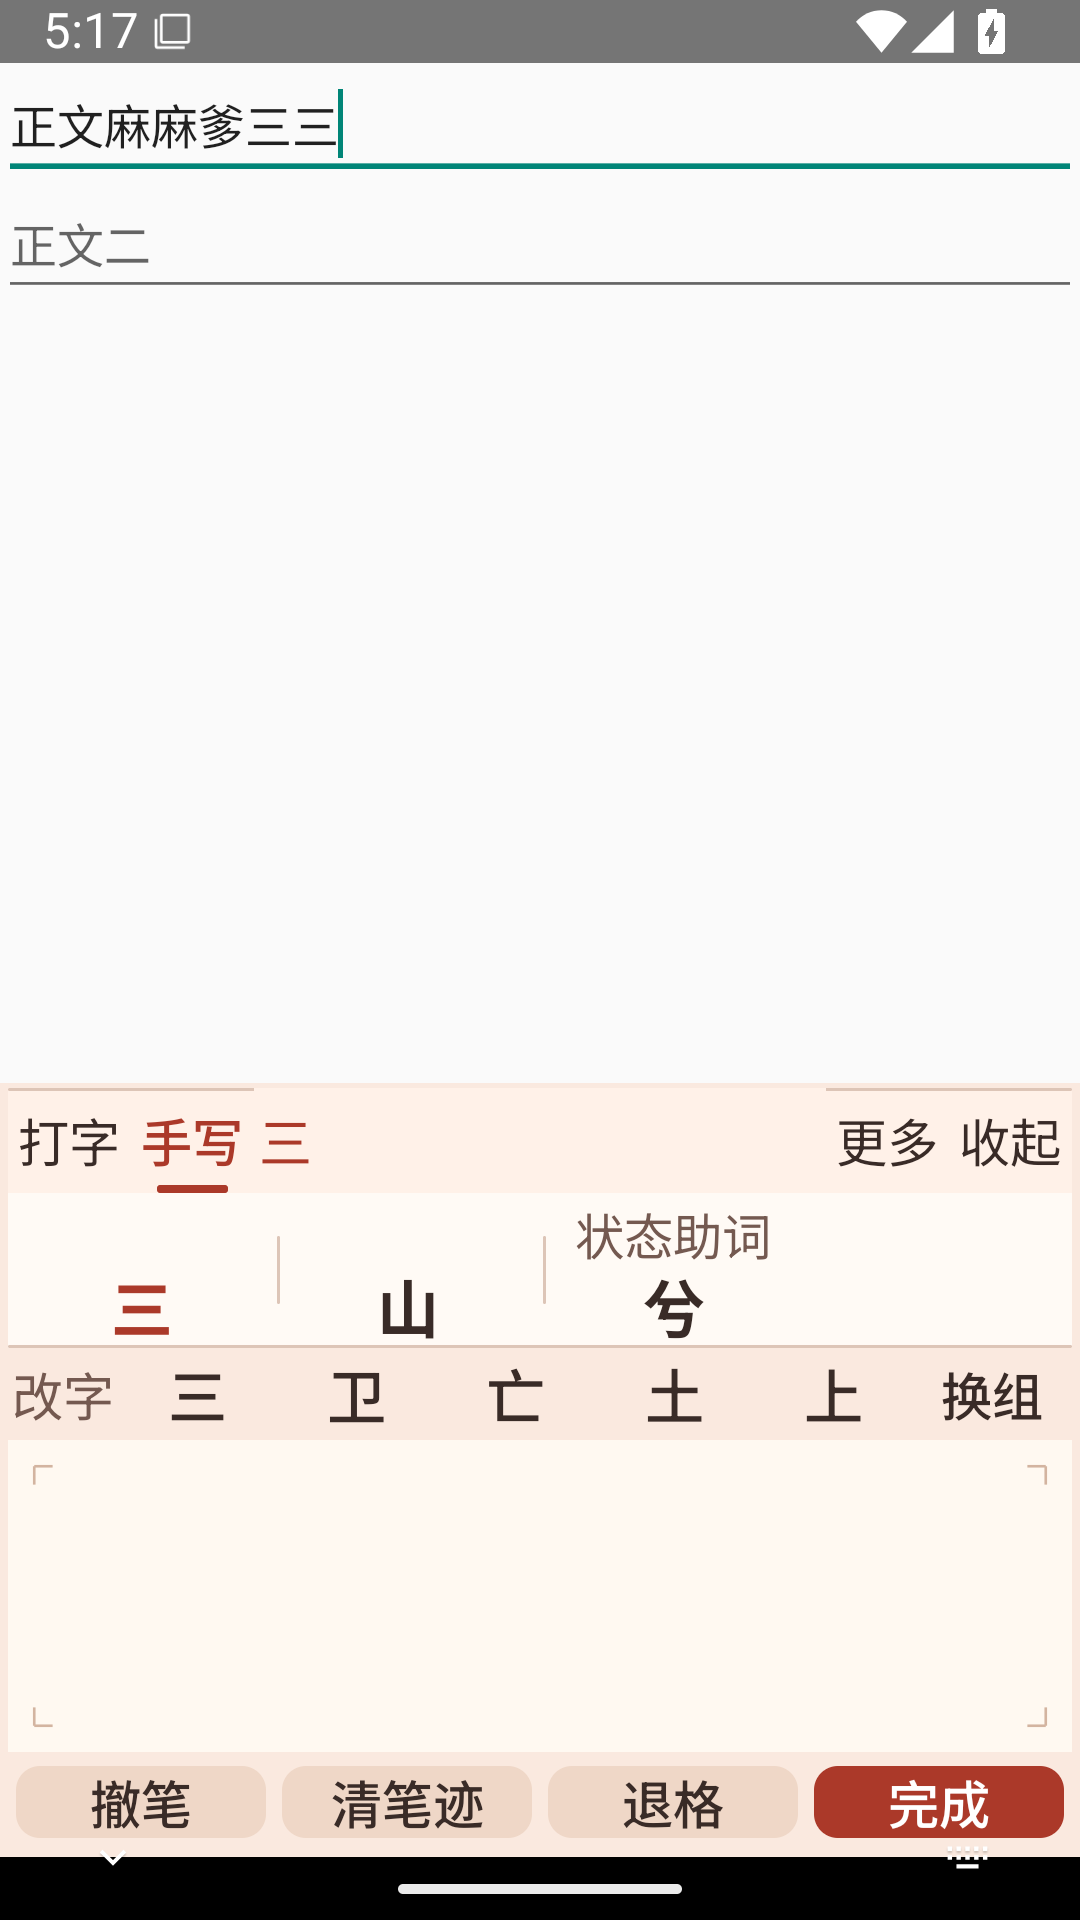 5:17
正文麻麻爹三三
正文二
打字 手写 三 更多 收起
状态助词
三 山 兮
改字 三 卫 亡 土 上 换组
撤笔 清笔迹 退格 完成